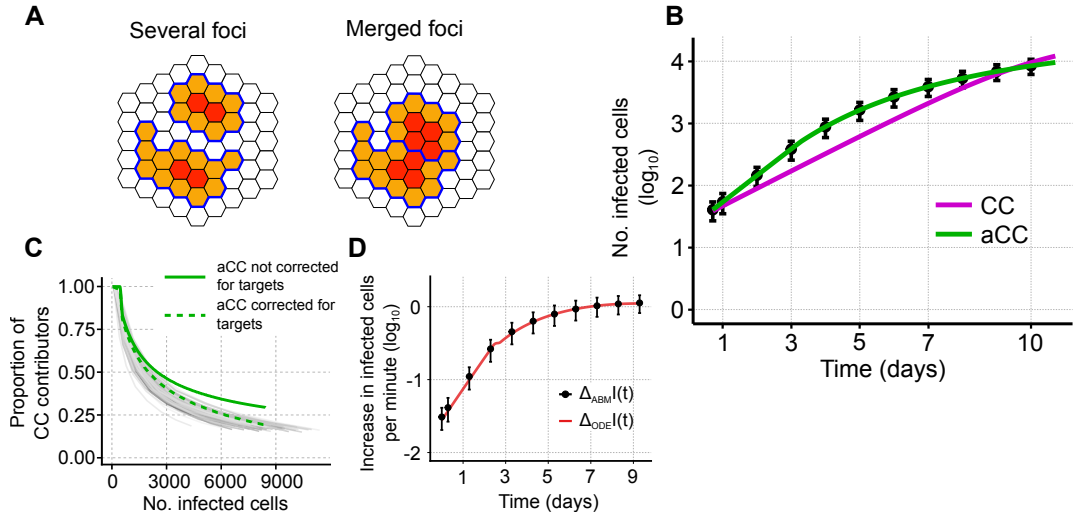 A
Several foci
Merged foci
B
No. infected cells
(log10)
4
3
2
1
0
CC
aCC
1
3
5
7
10
Time (days)
C
aCC not corrected
for targets
aCC corrected for
targets
Proportion of
CC contributors
1.00
0.75
0.50
0.25
0.00
0
3000
6000
9000
No. infected cells
D
Increase in infected cells
per minute (log10)
0
-1
-2
ΔABMI(t)
ΔODEI(t)
1
3
5
7
9
Time (days)